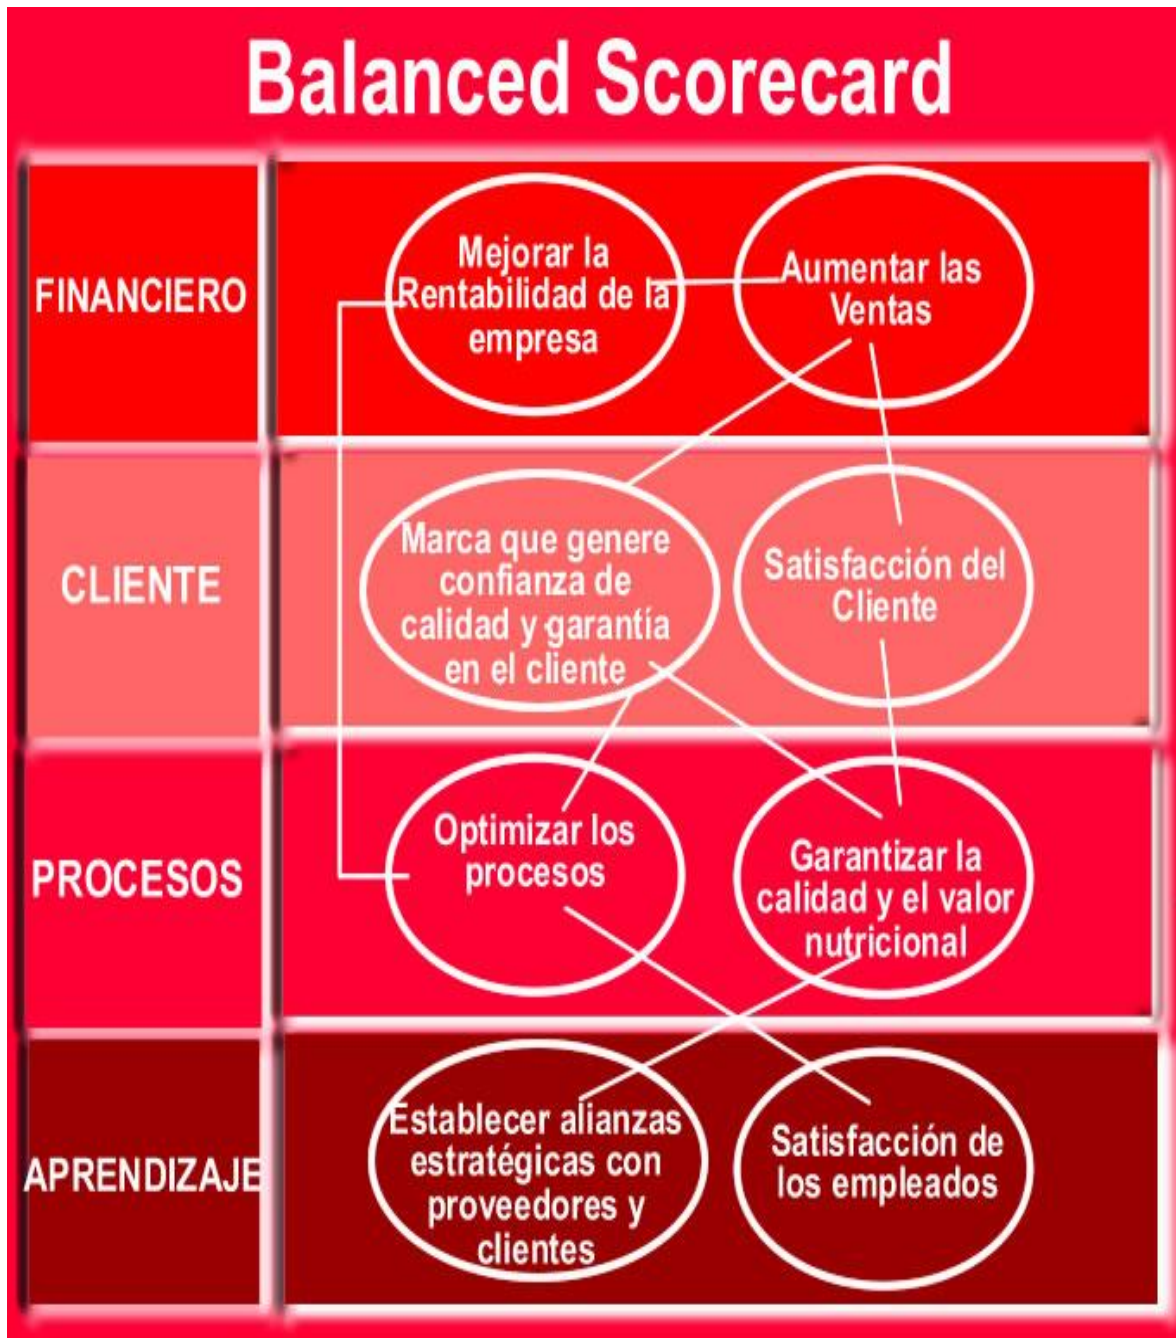 Balanced Scorecard
FINANCIERO
Mejorar la
Rentabilidad de la
empresa
Aumentar las
Ventas
CLIENTE
Marca que genere
confianza de
calidad y garantía
en el cliente
Satisfacción del
Cliente
PROCESOS
Optimizar los
procesos
Garantizar la
calidad y el valor
nutricional
APRENDIZAJE
Establecer alianzas
estratégicas con
proveedores y
clientes
Satisfacción de
los empleados